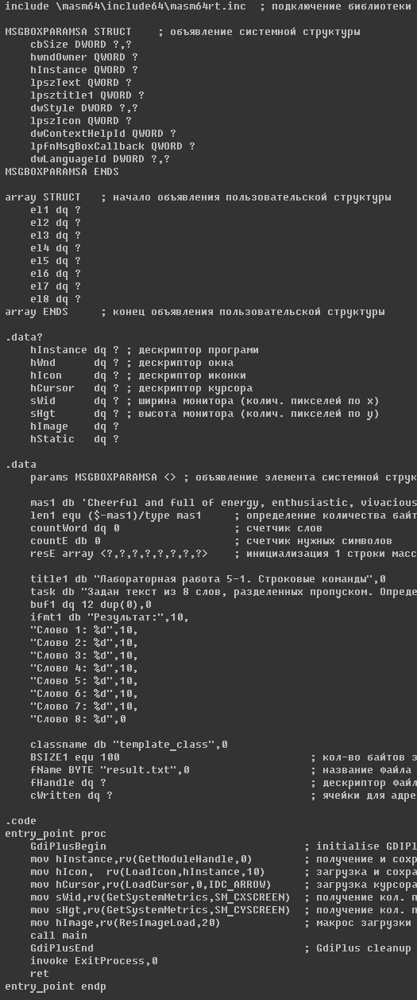 include \masm64\include64\masm64rt.inc  ; подключение библиотеки
MSGBOXPARAMSA STRUCT    ; объявление системной структуры
    cbSize DWORD ?,?
    hwndOwner QWORD ?
    hInstance QWORD ?
    lpszText QWORD ?
    lpsztitle1 QWORD ?
    dwStyle DWORD ?,?
    lpszIcon QWORD ?
    dwContextHelpId QWORD ?
    lpfnMsgBoxCallback QWORD ?
    dwLanguageId DWORD ?,?
MSGBOXPARAMSA ENDS
array STRUCT   ; начало объявления пользовательской структуры
    el1 dq ?
    el2 dq ?
    el3 dq ?
    el4 dq ?
    el5 dq ?
    el6 dq ?
    el7 dq ?
    el8 dq ?
array ENDS     ; конец объявления пользовательской структуры
.data?
    hInstance dq ? ; дескриптор програми
    hWnd      dq ? ; дескриптор окна
    hIcon     dq ? ; дескриптор иконки
    hCursor   dq ? ; дескриптор курсора
    sWid      dq ? ; ширина монитора (колич. пикселей по x)
    sHgt      dq ? ; высота монитора (колич. пикселей по y)
    hImage    dq ?
    hStatic   dq ?
.data
    params MSGBOXPARAMSA <> ; объявление элемента системной струк
    mas1 db 'Cheerful and full of energy, enthusiastic, vivacious
    len1 equ ($-mas1)/type mas1     ; определение количества байт
    countWord dq 0                  ; счетчик слов
    countE db 0                     ; счетчик нужных символов
    resE array <?,?,?,?,?,?,?,?>    ; инициализация 1 строки масс
    title1 db "Лабораторная работа 5-1. Строковые команды",0
    task db "Задан текст из 8 слов, разделенных пропуском. Опреде
    buf1 dq 12 dup(0),0
    ifmt1 db "Результат:",10,
    "Слово 1: %d",10,
    "Слово 2: %d",10,
    "Слово 3: %d",10,
    "Слово 4: %d",10,
    "Слово 5: %d",10,
    "Слово 6: %d",10,
    "Слово 7: %d",10,
    "Слово 8: %d",0
    classname db "template_class",0
    BSIZE1 equ 100                              ; кол-во байтов з
    fName BYTE "result.txt",0                   ; название файла
    fHandle dq ?                                ; дескриптор файл
    cWritten dq ?                               ; ячейки для адре
.code
entry_point proc
    GdiPlusBegin                               ; initialise GDIPl
    mov hInstance,rv(GetModuleHandle,0)        ; получение и сохр
    mov hIcon,  rv(LoadIcon,hInstance,10)      ; загрузка и сохра
    mov hCursor,rv(LoadCursor,0,IDC_ARROW)     ; загрузка курсора
    mov sWid,rv(GetSystemMetrics,SM_CXSCREEN)  ; получение кол. п
    mov sHgt,rv(GetSystemMetrics,SM_CYSCREEN)  ; получение кол. п
    mov hImage,rv(ResImageLoad,20)             ; макрос загрузки
    call main
    GdiPlusEnd                                 ; GdiPlus cleanup
    invoke ExitProcess,0
    ret
entry_point endp